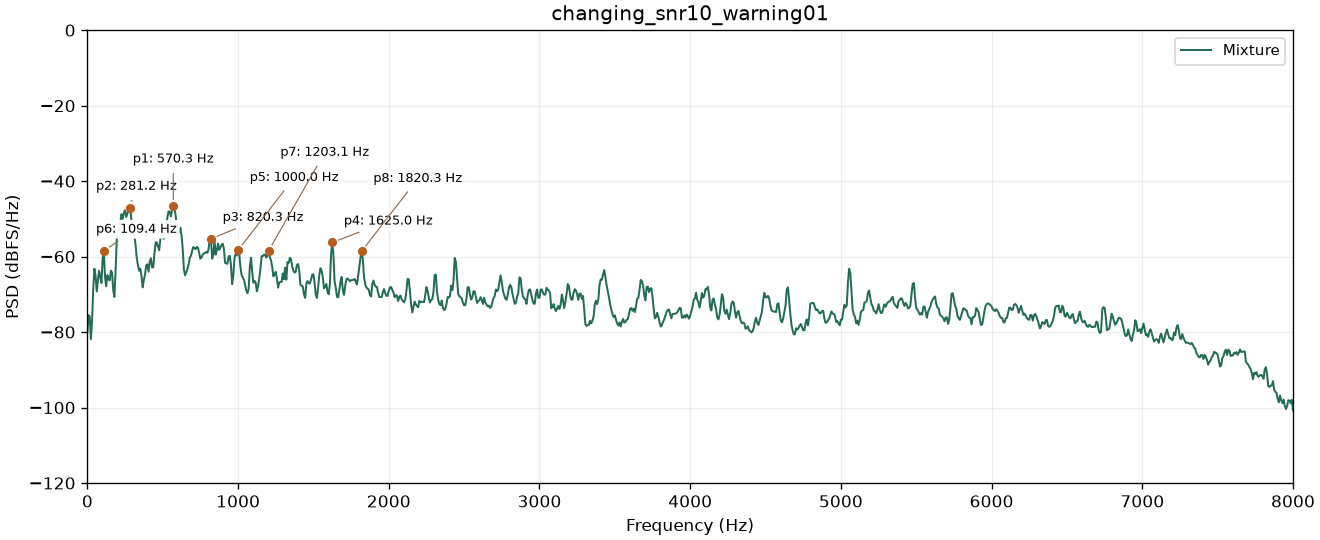 changing_snr10_warning01
Mixture
p7: 1203.1 Hz
p1: 570.3 Hz
p5: 1000.0 Hz
p8: 1820.3 Hz
p2: 281.2 Hz
p3: 820.3 Hz
p4: 1625.0 Hz
p6: 109.4 Hz
0
−20
−40
−60
−80
−100
−120
PSD (dBFS/Hz)
0 1000 2000 3000 4000 5000 6000 7000 8000
Frequency (Hz)